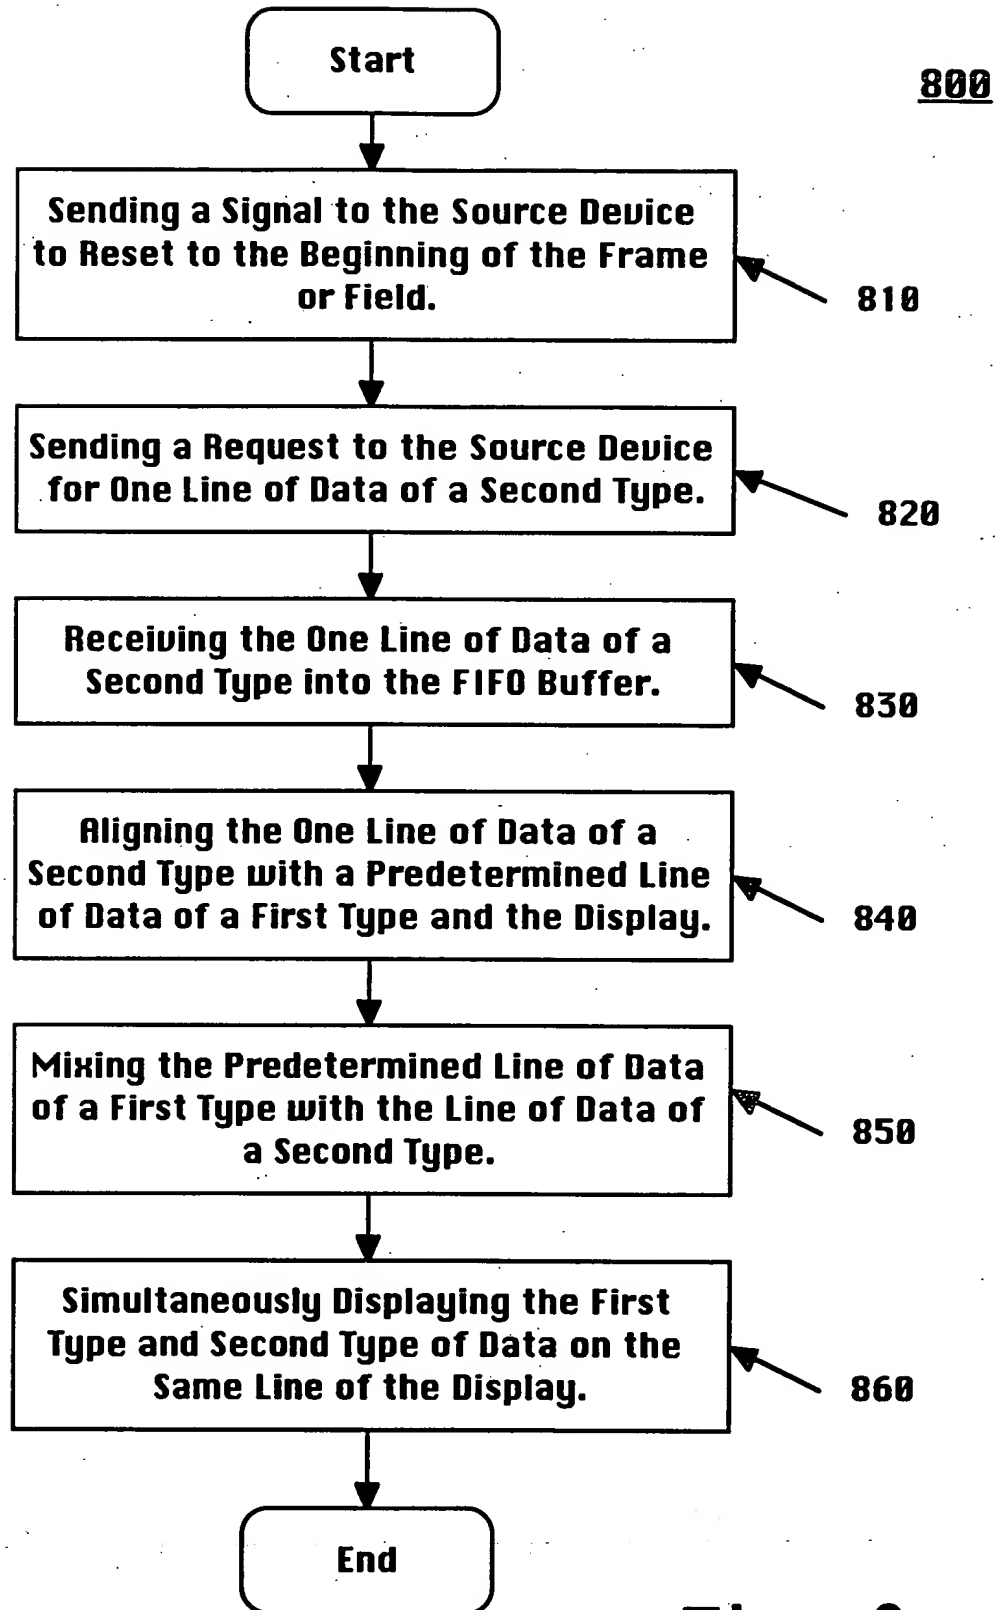 Start
800
Sending a Signal to the Source Device
to Reset to the Beginning of the Frame
or Field.
810
Sending a Request to the Source Device
for One Line of Data of a Second Type.
820
Receiving the One Line of Data of a
Second Type into the FIFO Buffer.
830
Aligning the One Line of Data of a
Second Type with a Predetermined Line
of Data of a First Type and the Display.
840
Mixing the Predetermined Line of Data
of a First Type with the Line of Data of
a Second Type.
850
Simultaneously Displaying the First
Type and Second Type of Data on the
Same Line of the Display.
860
End